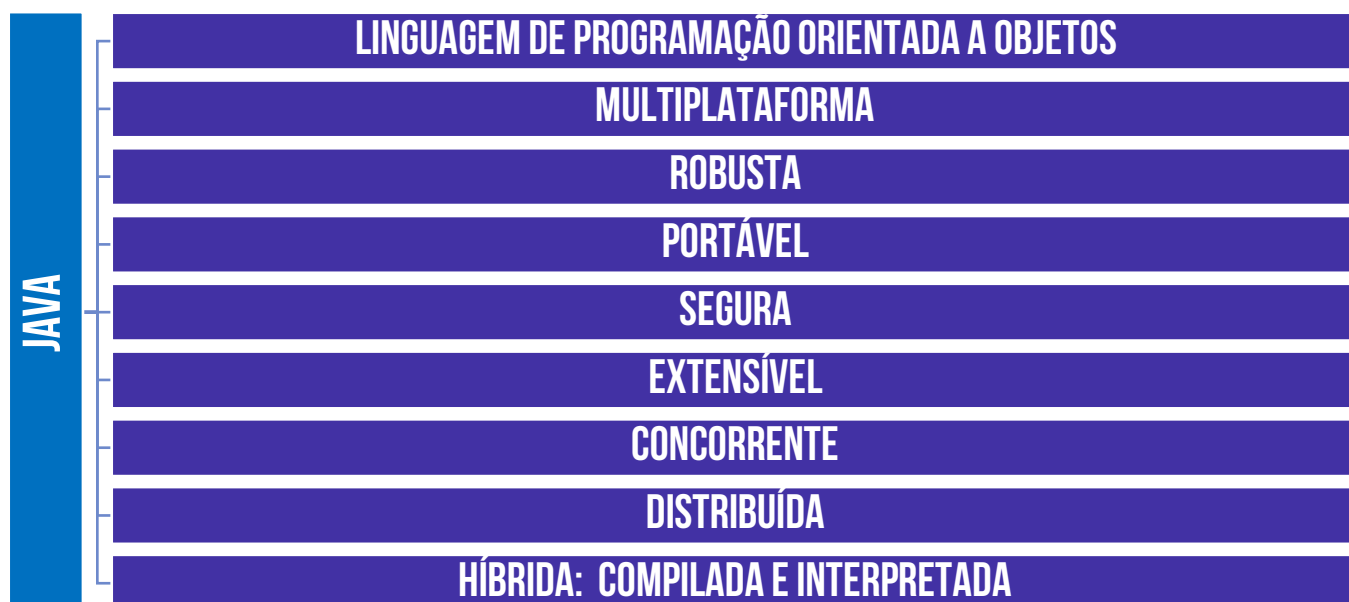 JAVA
LINGUAGEM DE PROGRAMAÇÃO ORIENTADA A OBJETOS
MULTIPLATAFORMA
ROBUSTA
PORTÁVEL
SEGURA
EXTENSÍVEL
CONCORRENTE
DISTRIBUÍDA
HÍBRIDA: COMPILADA E INTERPRETADA